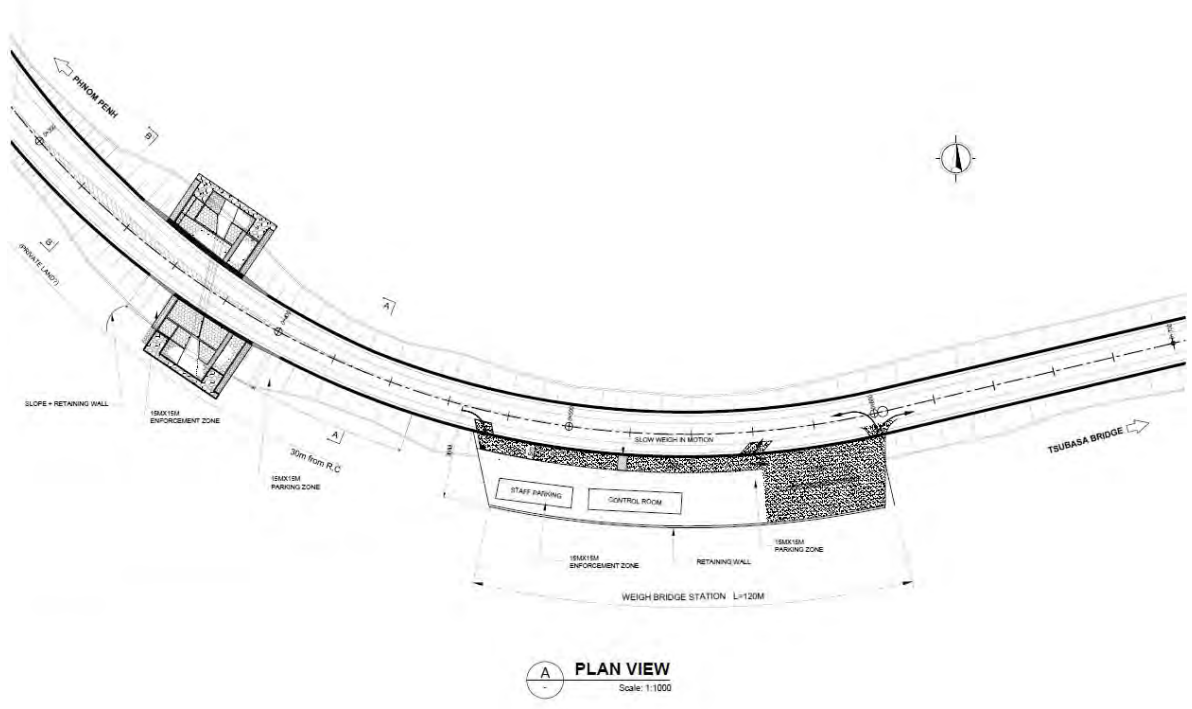 PHNOM PENH
B
B
(PRIVATE LAND?)
A
SLOPE + RETAINING WALL
15MX15M
ENFORCEMENT ZONE
A
30m from R.C
15MX15M
PARKING ZONE
SLOW WEIGH IN MOTION
STAFF PARKING
CONTROL ROOM
TSUBASA BRIDGE
15MX15M
ENFORCEMENT ZONE
RETAINING WALL
15MX15M
PARKING ZONE
WEIGH BRIDGE STATION L=120M
A
-
PLAN VIEW
Scale: 1:1000